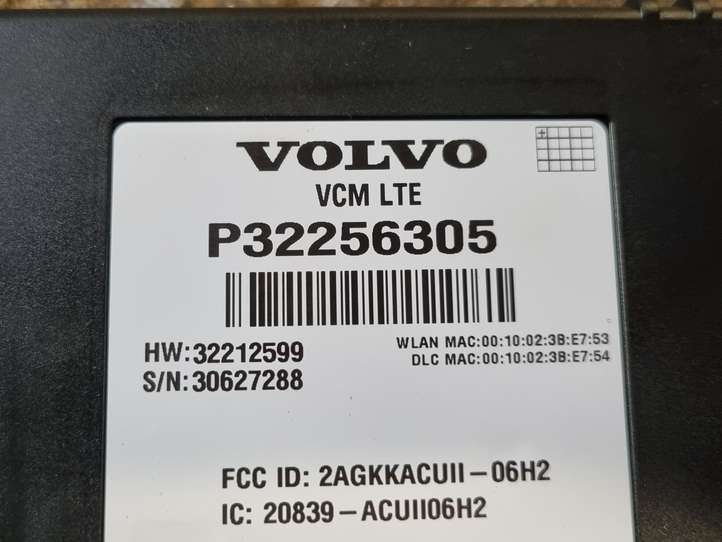 VOLVO
VCM LTE
P32256305
HW:32212599
S/N:30627288
WLAN MAC:00:10:02:3B:E7:53
DLC MAC:00:10:02:3B:E7:54
FCC ID: 2AGKKACUII-06H2
IC: 20839-ACUII06H2